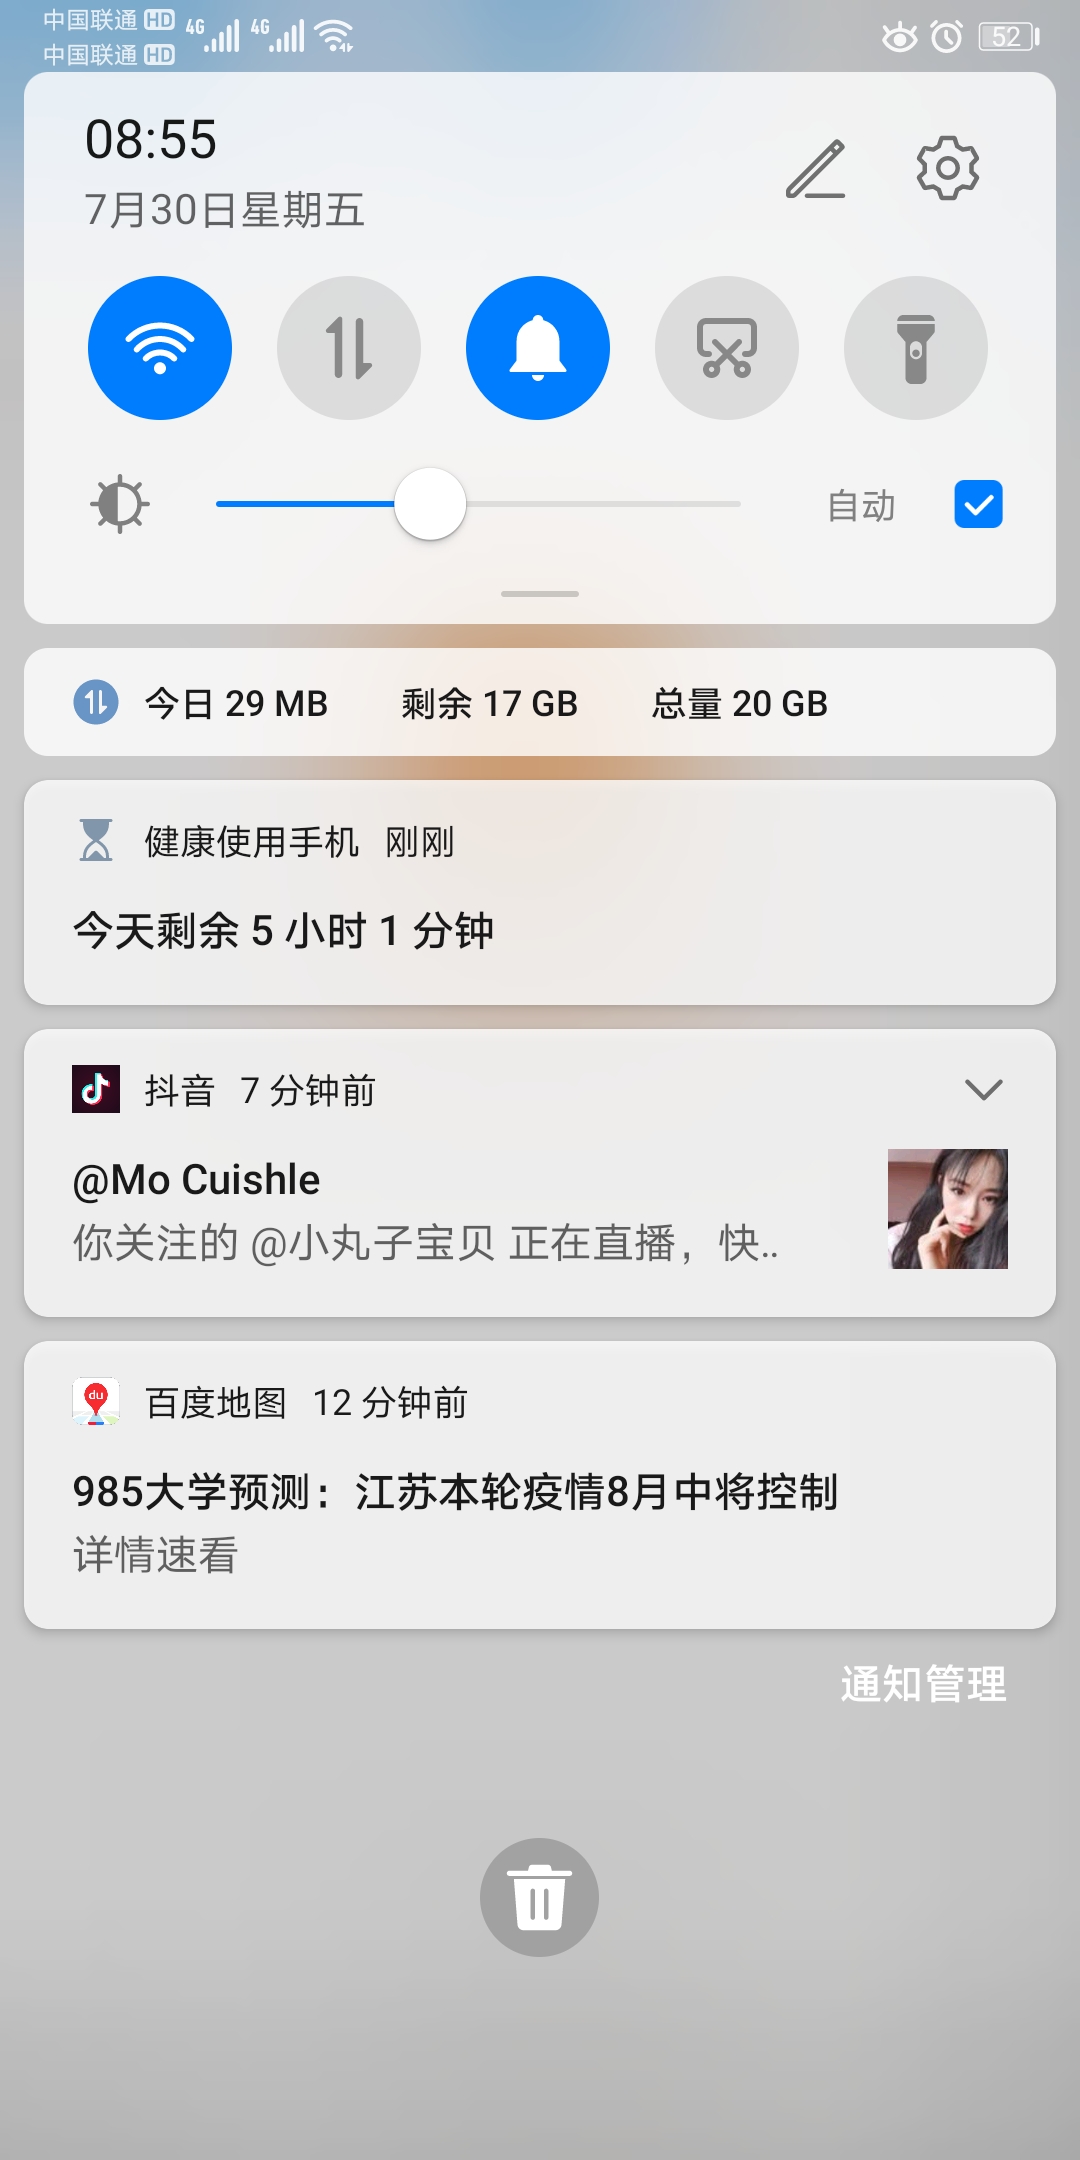 中国联通 HD 4G 4G 52
中国联通 HD
08:55
7月30日星期五
自动
今日 29 MB 剩余 17 GB 总量 20 GB
健康使用手机 刚刚
今天剩余 5 小时 1 分钟
抖音 7 分钟前
@Mo Cuishle
你关注的 @小丸子宝贝 正在直播，快..
du 百度地图 12 分钟前
985大学预测：江苏本轮疫情8月中将控制
详情速看
通知管理